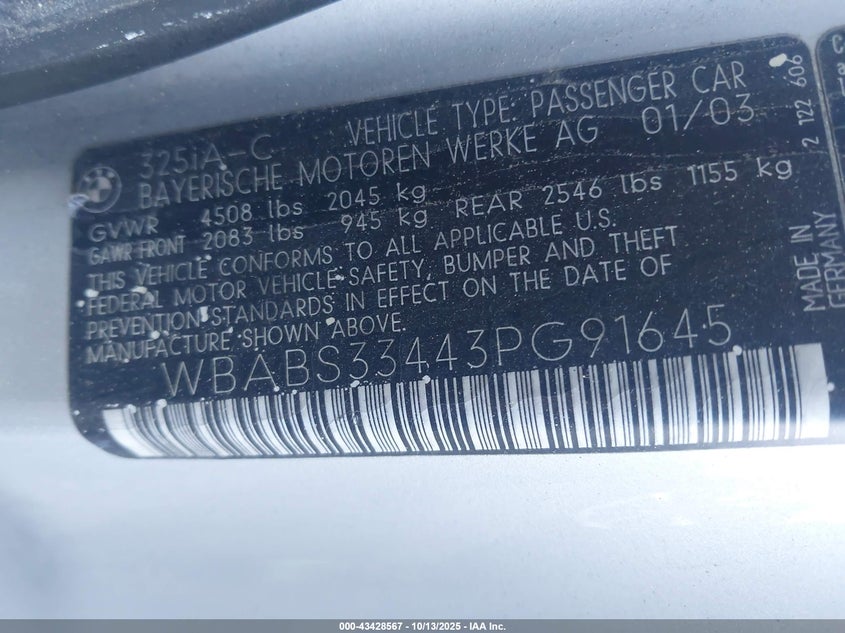 325iA-C VEHICLE TYPE: PASSENGER CAR
BAYERISCHE MOTOREN WERKE AG 01/03
GVWR 4508 lbs 2045 kg
GAWR FRONT 2083 lbs 945 kg REAR 2546 lbs 1155 kg
THIS VEHICLE CONFORMS TO ALL APPLICABLE U.S.
FEDERAL MOTOR VEHICLE SAFETY, BUMPER AND THEFT
PREVENTION STANDARDS IN EFFECT ON THE DATE OF
MANUFACTURE SHOWN ABOVE.
WBABS33443PG91645
MADE IN
GERMANY
2 122 606
000-43428567 | 10/13/2025 - IAA Inc.